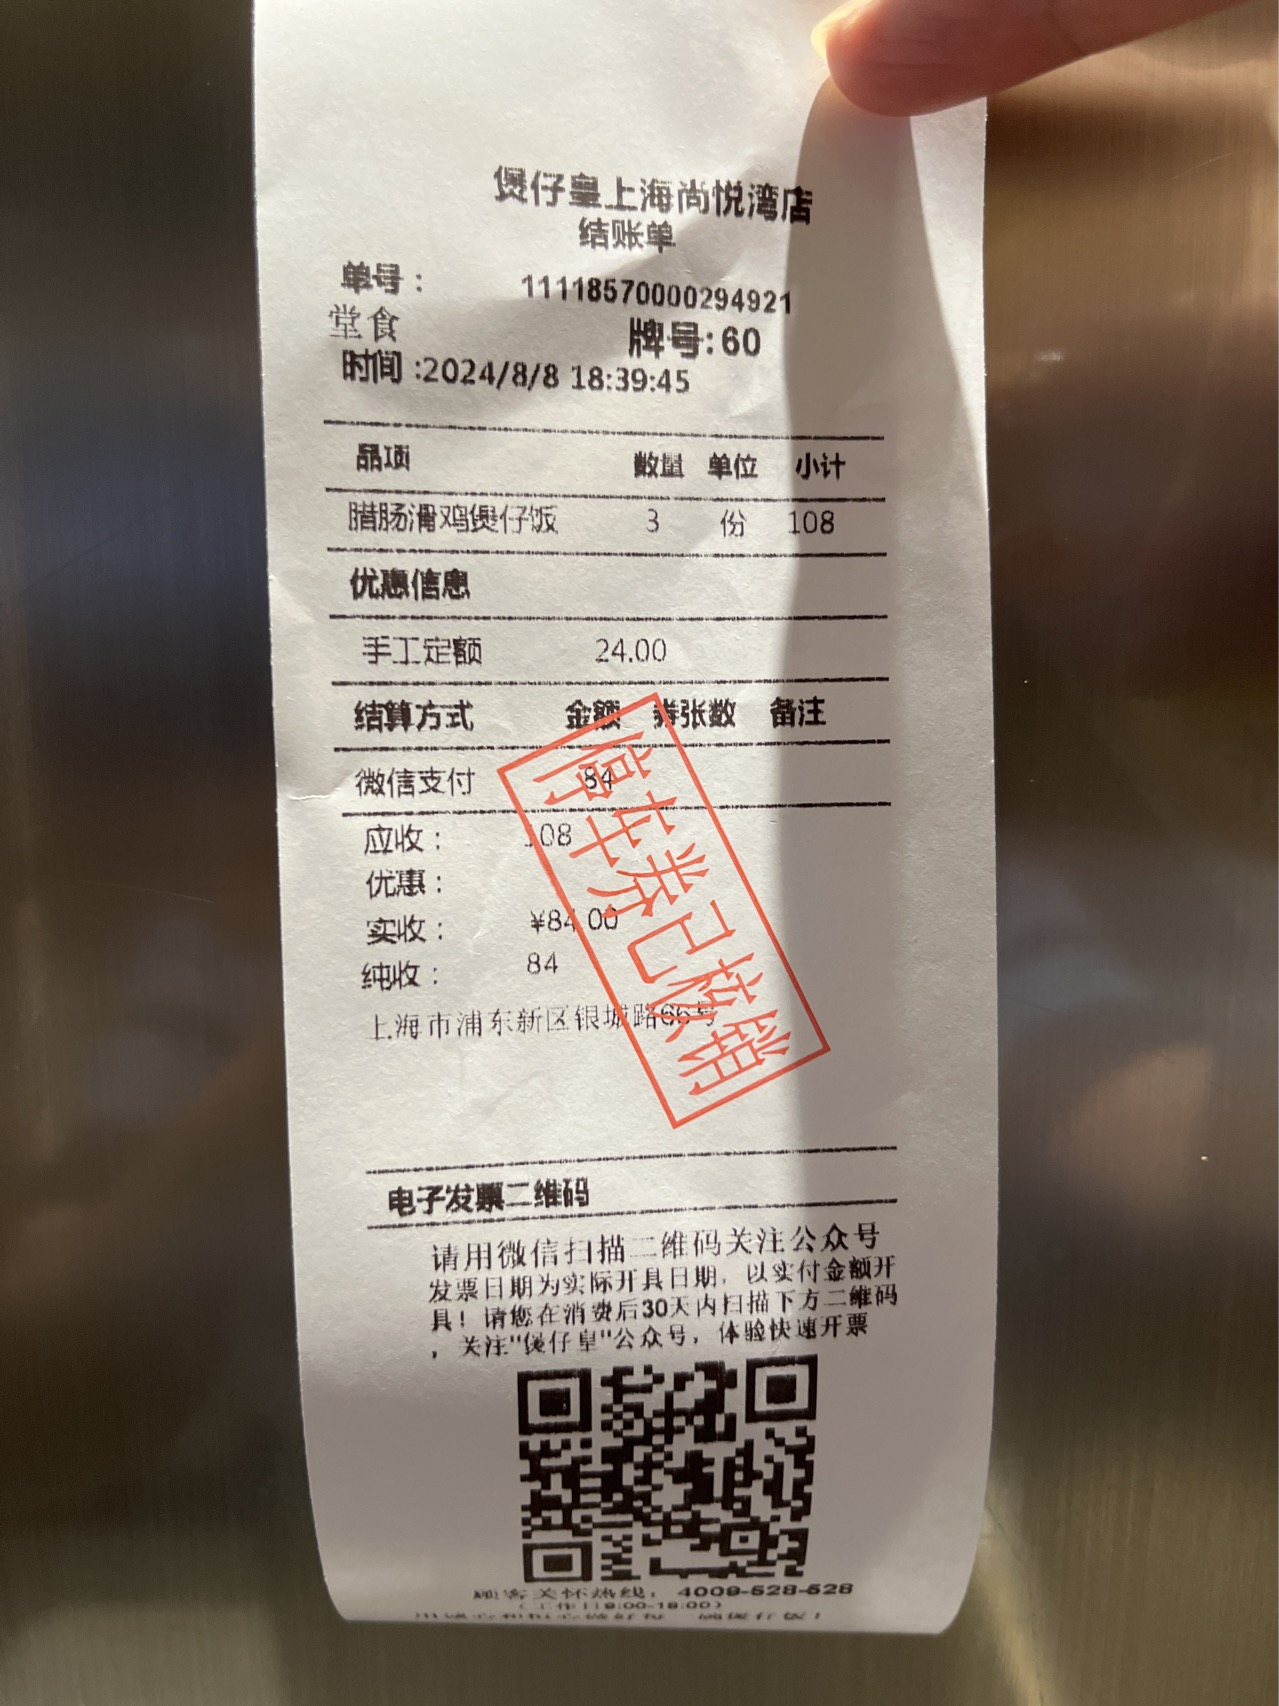 煲仔皇上海尚悦湾店
结账单
单号： 11118570000294921
堂食 牌号:60
时间 :2024/8/8 18:39:45
品项 数量 单位 小计
腊肠滑鸡煲仔饭 3 份 108
优惠信息
手工定额 24.00
结算方式 金额 券张数 备注
微信支付 84
应收： 108
优惠：
实收： ¥84.00
纯收： 84
上海市浦东新区银城路66号
停车券已核销
电子发票二维码
请用微信扫描二维码关注公众号
发票日期为实际开具日期，以实付金额开
具！请您在消费后30天内扫描下方二维码
，关注"煲仔皇"公众号，体验快速开票
顾客关怀热线： 4009-528-528
(工作日9:00-18:00)